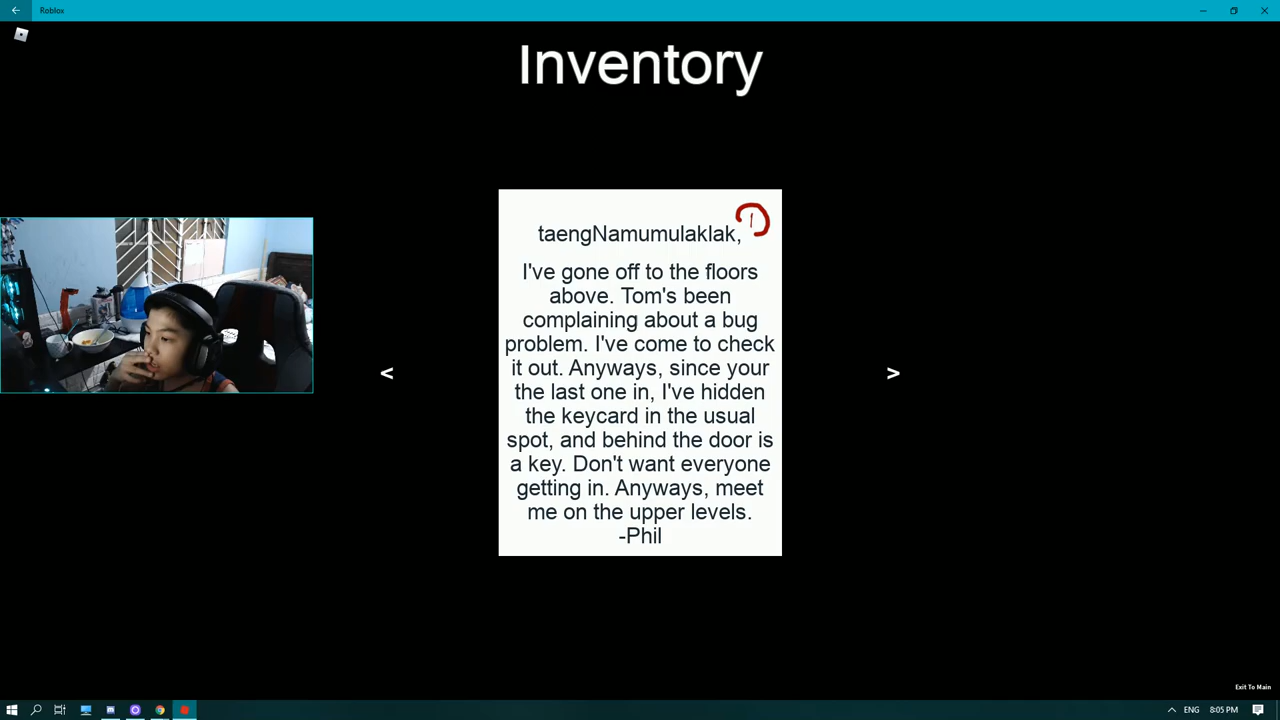 Roblox
Inventory
1
taengNamumulaklak,
I've gone off to the floors
above. Tom's been
complaining about a bug
problem. I've come to check
it out. Anyways, since your
the last one in, I've hidden
the keycard in the usual
spot, and behind the door is
a key. Don't want everyone
getting in. Anyways, meet
me on the upper levels.
-Phil
< >
Exit To Main
ENG 8:05 PM